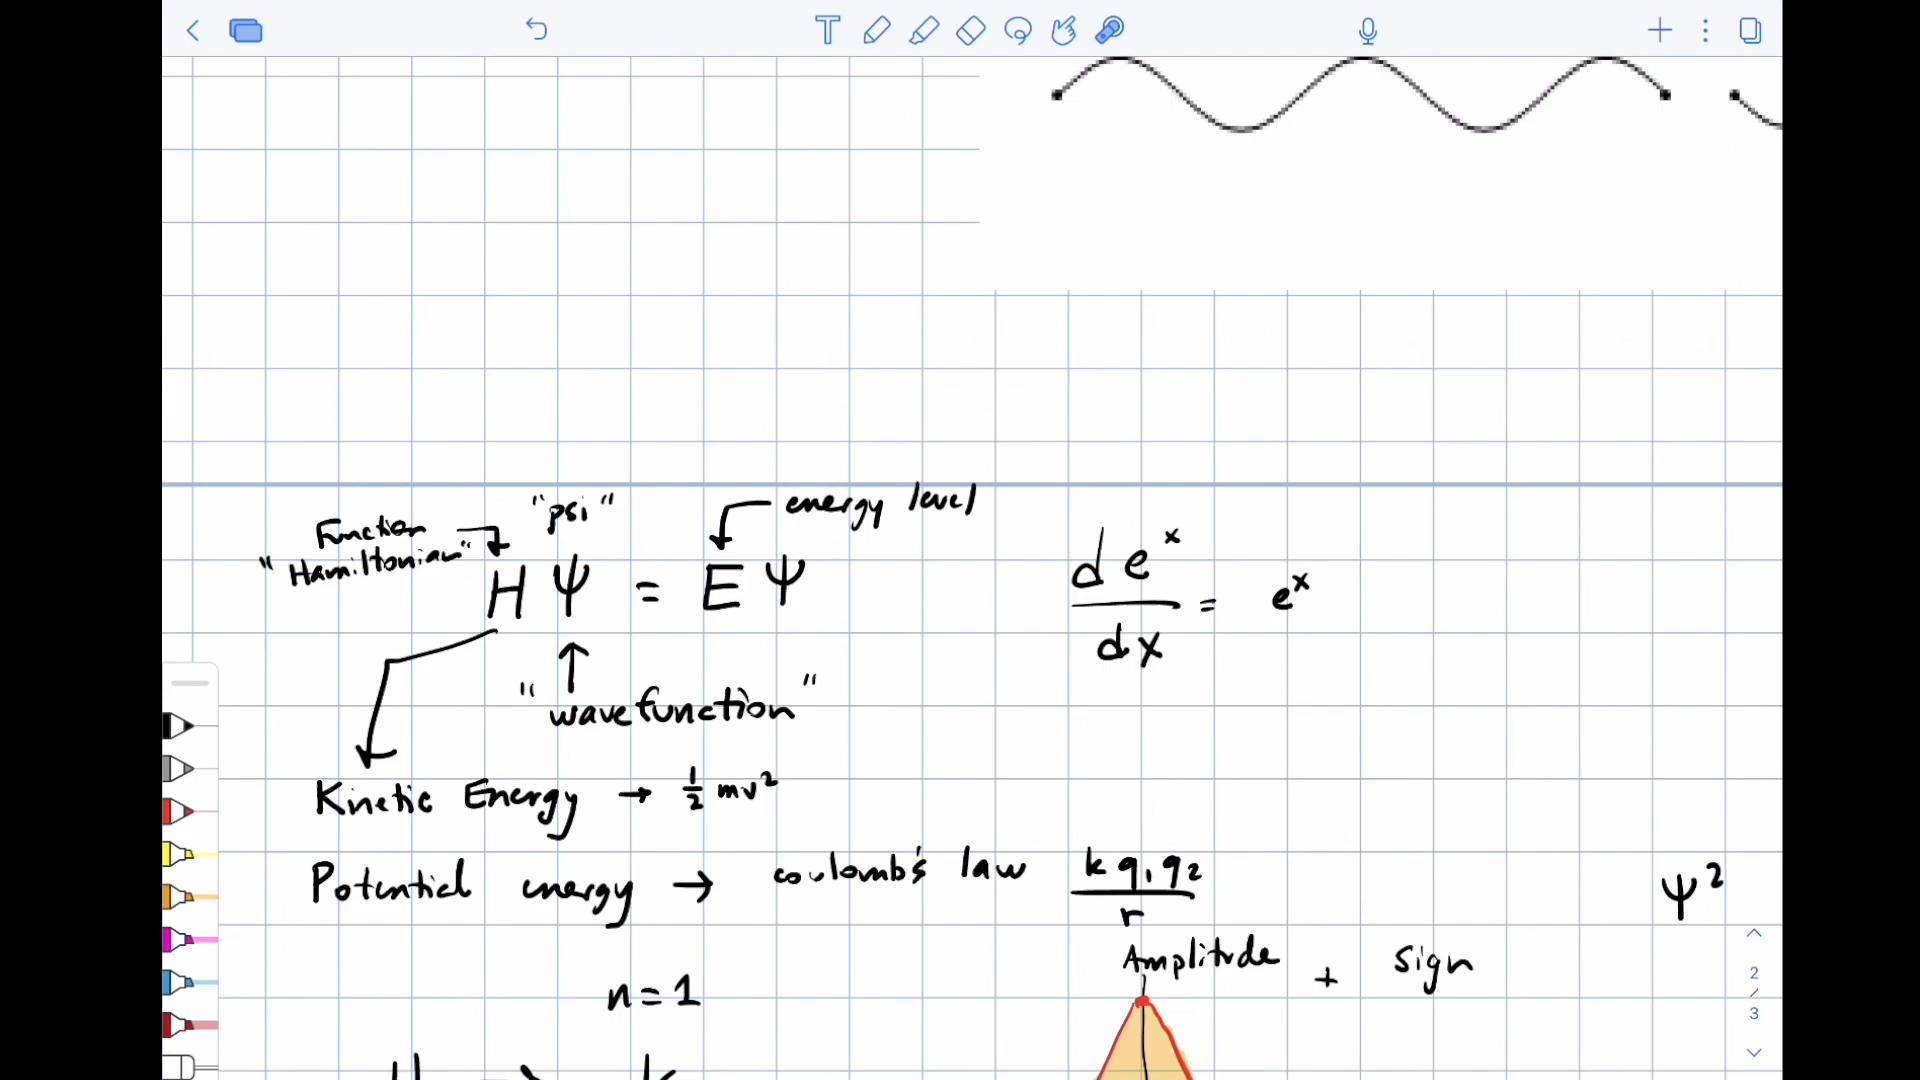 "psi"
energy level
Function
"Hamiltonian"
H Ψ = E Ψ
d e^x
dx
= e^x
"wavefunction"
Kinetic Energy → 1/2 mv²
Potential energy → coulomb's law k q₁q₂
r
Ψ²
Amplitude + Sign
n = 1
2
/
3